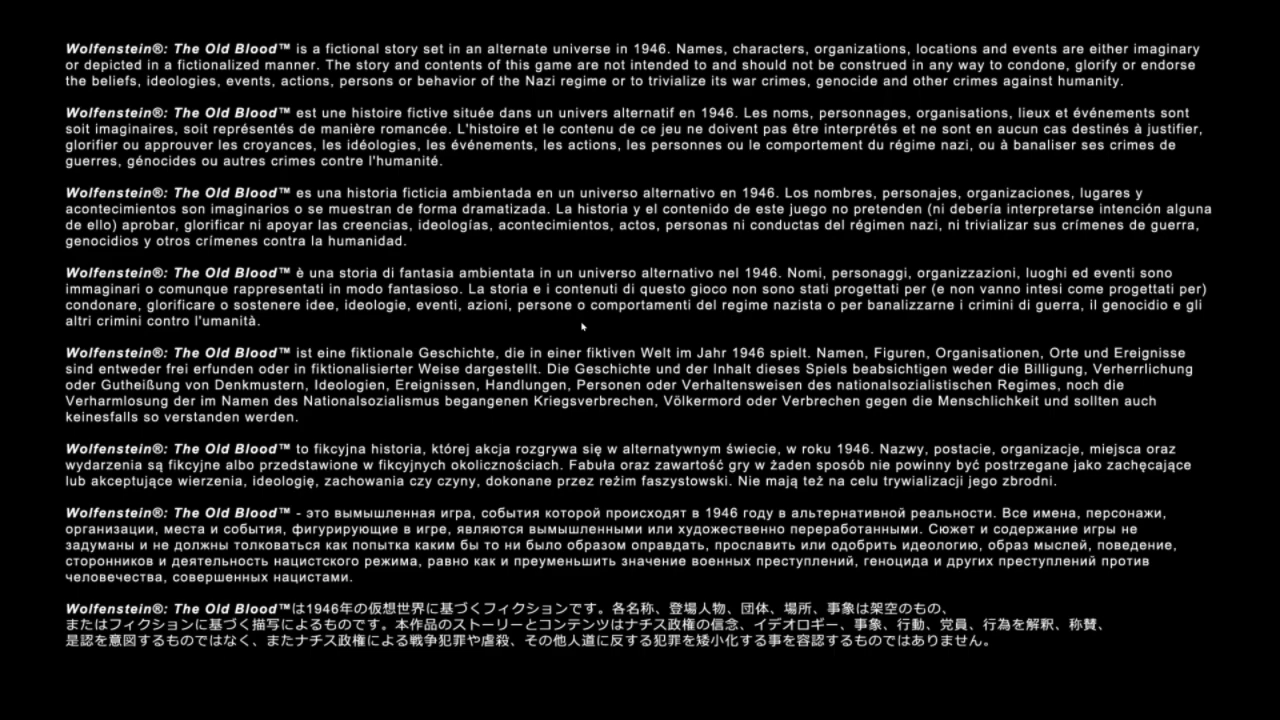 Wolfenstein®: The Old Blood™ is a fictional story set in an alternate universe in 1946. Names, characters, organizations, locations and events are either imaginary
or depicted in a fictionalized manner. The story and contents of this game are not intended to and should not be construed in any way to condone, glorify or endorse
the beliefs, ideologies, events, actions, persons or behavior of the Nazi regime or to trivialize its war crimes, genocide and other crimes against humanity.
Wolfenstein®: The Old Blood™ est une histoire fictive située dans un univers alternatif en 1946. Les noms, personnages, organisations, lieux et événements sont
soit imaginaires, soit représentés de manière romancée. L'histoire et le contenu de ce jeu ne doivent pas être interprétés et ne sont en aucun cas destinés à justifier,
glorifier ou approuver les croyances, les idéologies, les événements, les actions, les personnes ou le comportement du régime nazi, ou à banaliser ses crimes de
guerres, génocides ou autres crimes contre l'humanité.
Wolfenstein®: The Old Blood™ es una historia ficticia ambientada en un universo alternativo en 1946. Los nombres, personajes, organizaciones, lugares y
acontecimientos son imaginarios o se muestran de forma dramatizada. La historia y el contenido de este juego no pretenden (ni debería interpretarse intención alguna
de ello) aprobar, glorificar ni apoyar las creencias, ideologías, acontecimientos, actos, personas ni conductas del régimen nazi, ni trivializar sus crímenes de guerra,
genocidios y otros crímenes contra la humanidad.
Wolfenstein®: The Old Blood™ è una storia di fantasia ambientata in un universo alternativo nel 1946. Nomi, personaggi, organizzazioni, luoghi ed eventi sono
immaginari o comunque rappresentati in modo fantasioso. La storia e i contenuti di questo gioco non sono stati progettati per (e non vanno intesi come progettati per)
condonare, glorificare o sostenere idee, ideologie, eventi, azioni, persone o comportamenti del regime nazista o per banalizzarne i crimini di guerra, il genocidio e gli
altri crimini contro l'umanità.
Wolfenstein®: The Old Blood™ ist eine fiktionale Geschichte, die in einer fiktiven Welt im Jahr 1946 spielt. Namen, Figuren, Organisationen, Orte und Ereignisse
sind entweder frei erfunden oder in fiktionalisierter Weise dargestellt. Die Geschichte und der Inhalt dieses Spiels beabsichtigen weder die Billigung, Verherrlichung
oder Gutheißung von Denkmustern, Ideologien, Ereignissen, Handlungen, Personen oder Verhaltensweisen des nationalsozialistischen Regimes, noch die
Verharmlosung der im Namen des Nationalsozialismus begangenen Kriegsverbrechen, Völkermord oder Verbrechen gegen die Menschlichkeit und sollten auch
keinesfalls so verstanden werden.
Wolfenstein®: The Old Blood™ to fikcyjna historia, której akcja rozgrywa się w alternatywnym świecie, w roku 1946. Nazwy, postacie, organizacje, miejsca oraz
wydarzenia są fikcyjne albo przedstawione w fikcyjnych okolicznościach. Fabuła oraz zawartość gry w żaden sposób nie powinny być postrzegane jako zachęcające
lub akceptujące wierzenia, ideologię, zachowania czy czyny, dokonane przez reżim faszystowski. Nie mają też na celu trywializacji jego zbrodni.
Wolfenstein®: The Old Blood™ - это вымышленная игра, события которой происходят в 1946 году в альтернативной реальности. Все имена, персонажи,
организации, места и события, фигурирующие в игре, являются вымышленными или художественно переработанными. Сюжет и содержание игры не
задуманы и не должны толковаться как попытка каким бы то ни было образом оправдать, прославить или одобрить идеологию, образ мыслей, поведение,
сторонников и деятельность нацистского режима, равно как и преуменьшить значение военных преступлений, геноцида и других преступлений против
человечества, совершенных нацистами.
Wolfenstein®: The Old Blood™は1946年の仮想世界に基づくフィクションです。各名称、登場人物、団体、場所、事象は架空のもの、
またはフィクションに基づく描写によるものです。本作品のストーリーとコンテンツはナチス政権の信念、イデオロギー、事象、行動、党員、行為を解釈、称賛、
是認を意図するものではなく、またナチス政権による戦争犯罪や虐殺、その他人道に反する犯罪を矮小化する事を容認するものではありません。